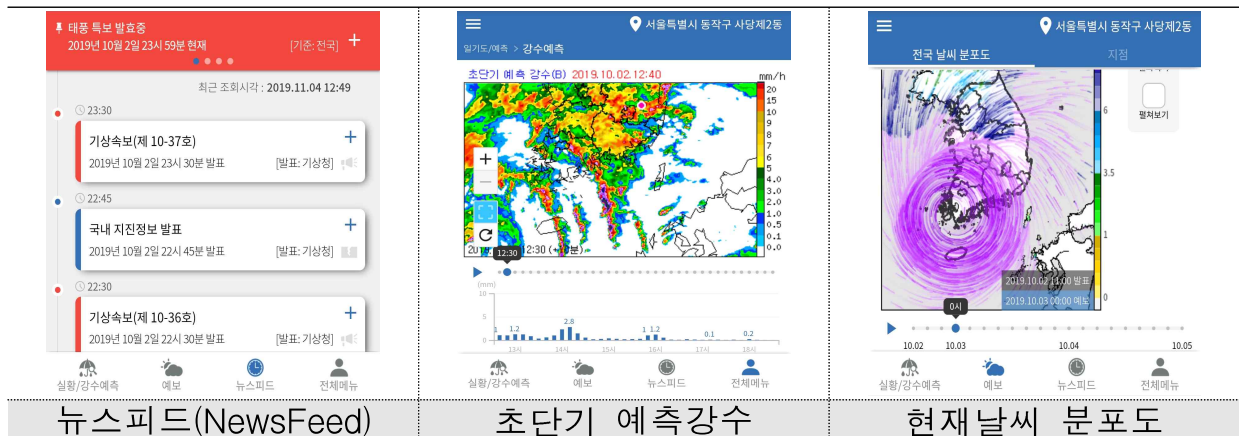 태풍 특보 발효중
2019년 10월 2일 23시 59분 현재 [기준: 전국] +
최근 조회시각 : 2019.11.04 12:49
23:30
기상속보(제 10-37호) +
2019년 10월 2일 23시 30분 발표 [발표: 기상청]
22:45
국내 지진정보 발표 +
2019년 10월 2일 22시 45분 발표 [발표: 기상청]
22:30
기상속보(제 10-36호) +
2019년 10월 2일 22시 30분 발표 [발표: 기상청]
실황/강수예측 예보 뉴스피드 전체메뉴
뉴스피드(NewsFeed)
서울특별시 동작구 사당제2동
일기도/예측 > 강수예측
초단기 예측 강수(B) 2019.10.02.12:40 mm/h
20
15
10
9
8
7
6
5
4.0
3.0
2.0
1.0
0.5
0.1
0.0
+
12:30
(mm)
10
5
0
1 1.2 2.8 1 1.2 0.1 0.2
13시 14시 15시 16시 17시 18시
실황/강수예측 예보 뉴스피드 전체메뉴
초단기 예측강수
서울특별시 동작구 사당제2동
전국 날씨 분포도 지점
펼쳐보기
6
3.5
1
0
2019.10.02 11:00 발표
2019.10.03 00:00 예보
0시
10.02 10.03 10.04 10.05
실황/강수예측 예보 뉴스피드 전체메뉴
현재날씨 분포도